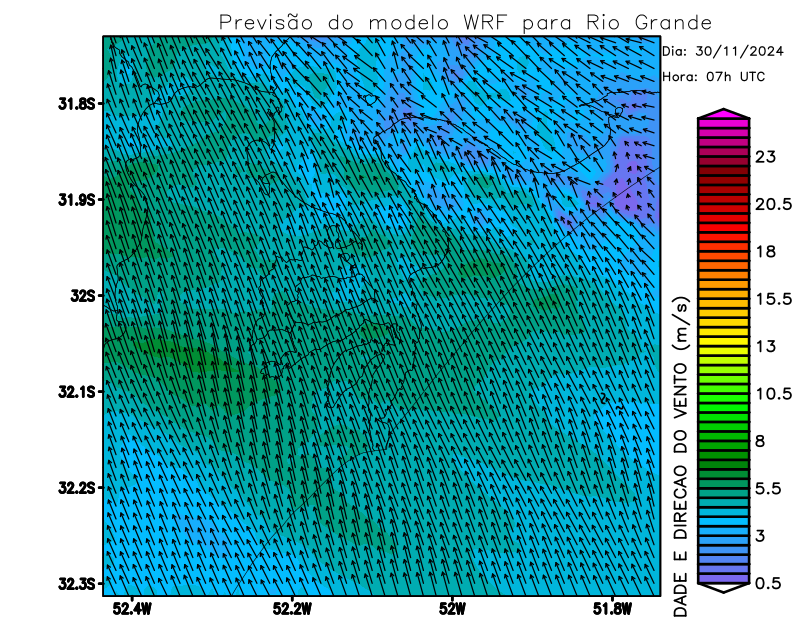 Previsão do modelo WRF para Rio Grande
Dia: 30/11/2024
Hora: 07h UTC
31.8S
31.9S
32S
32.1S
32.2S
32.3S
52.4W
52.2W
52W
51.8W
DADE E DIRECAO DO VENTO (m/s)
23
20.5
18
15.5
13
10.5
8
5.5
3
0.5